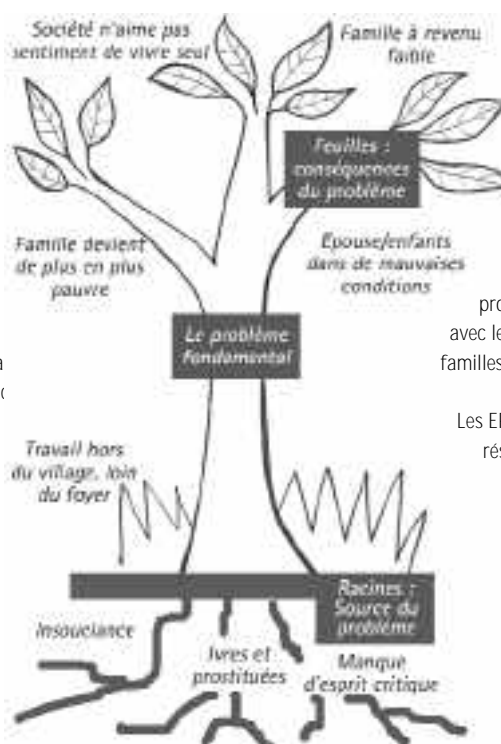 Société n'aime pas
sentiment de vivre seul
Famille à revenu
faible
Feuilles :
conséquences
du problème
Famille devient
de plus en plus
pauvre
Epouse/enfants
dans de mauvaises
conditions
Le problème
Fondamental
pro
avec le
familles
Les El
rés
Travail hors
du village, loin
du foyer
Racines :
Source du
problème
Insouciance
Ivres et
prostituées
Manque
d'esprit critique